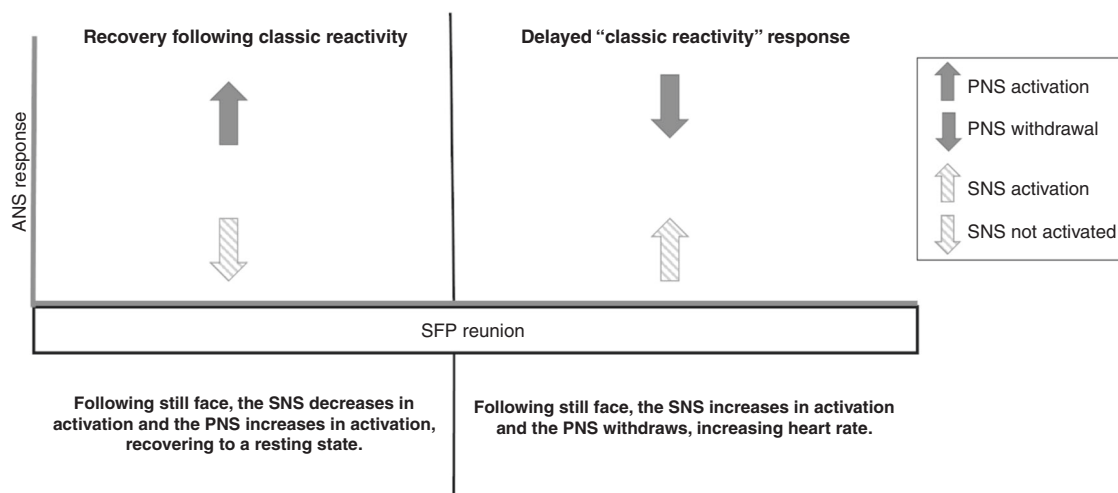 Recovery following classic reactivity
Delayed “classic reactivity” response
ANS response
PNS activation
PNS withdrawal
SNS activation
SNS not activated
SFP reunion
Following still face, the SNS decreases in
activation and the PNS increases in activation,
recovering to a resting state.
Following still face, the SNS increases in activation
and the PNS withdraws, increasing heart rate.